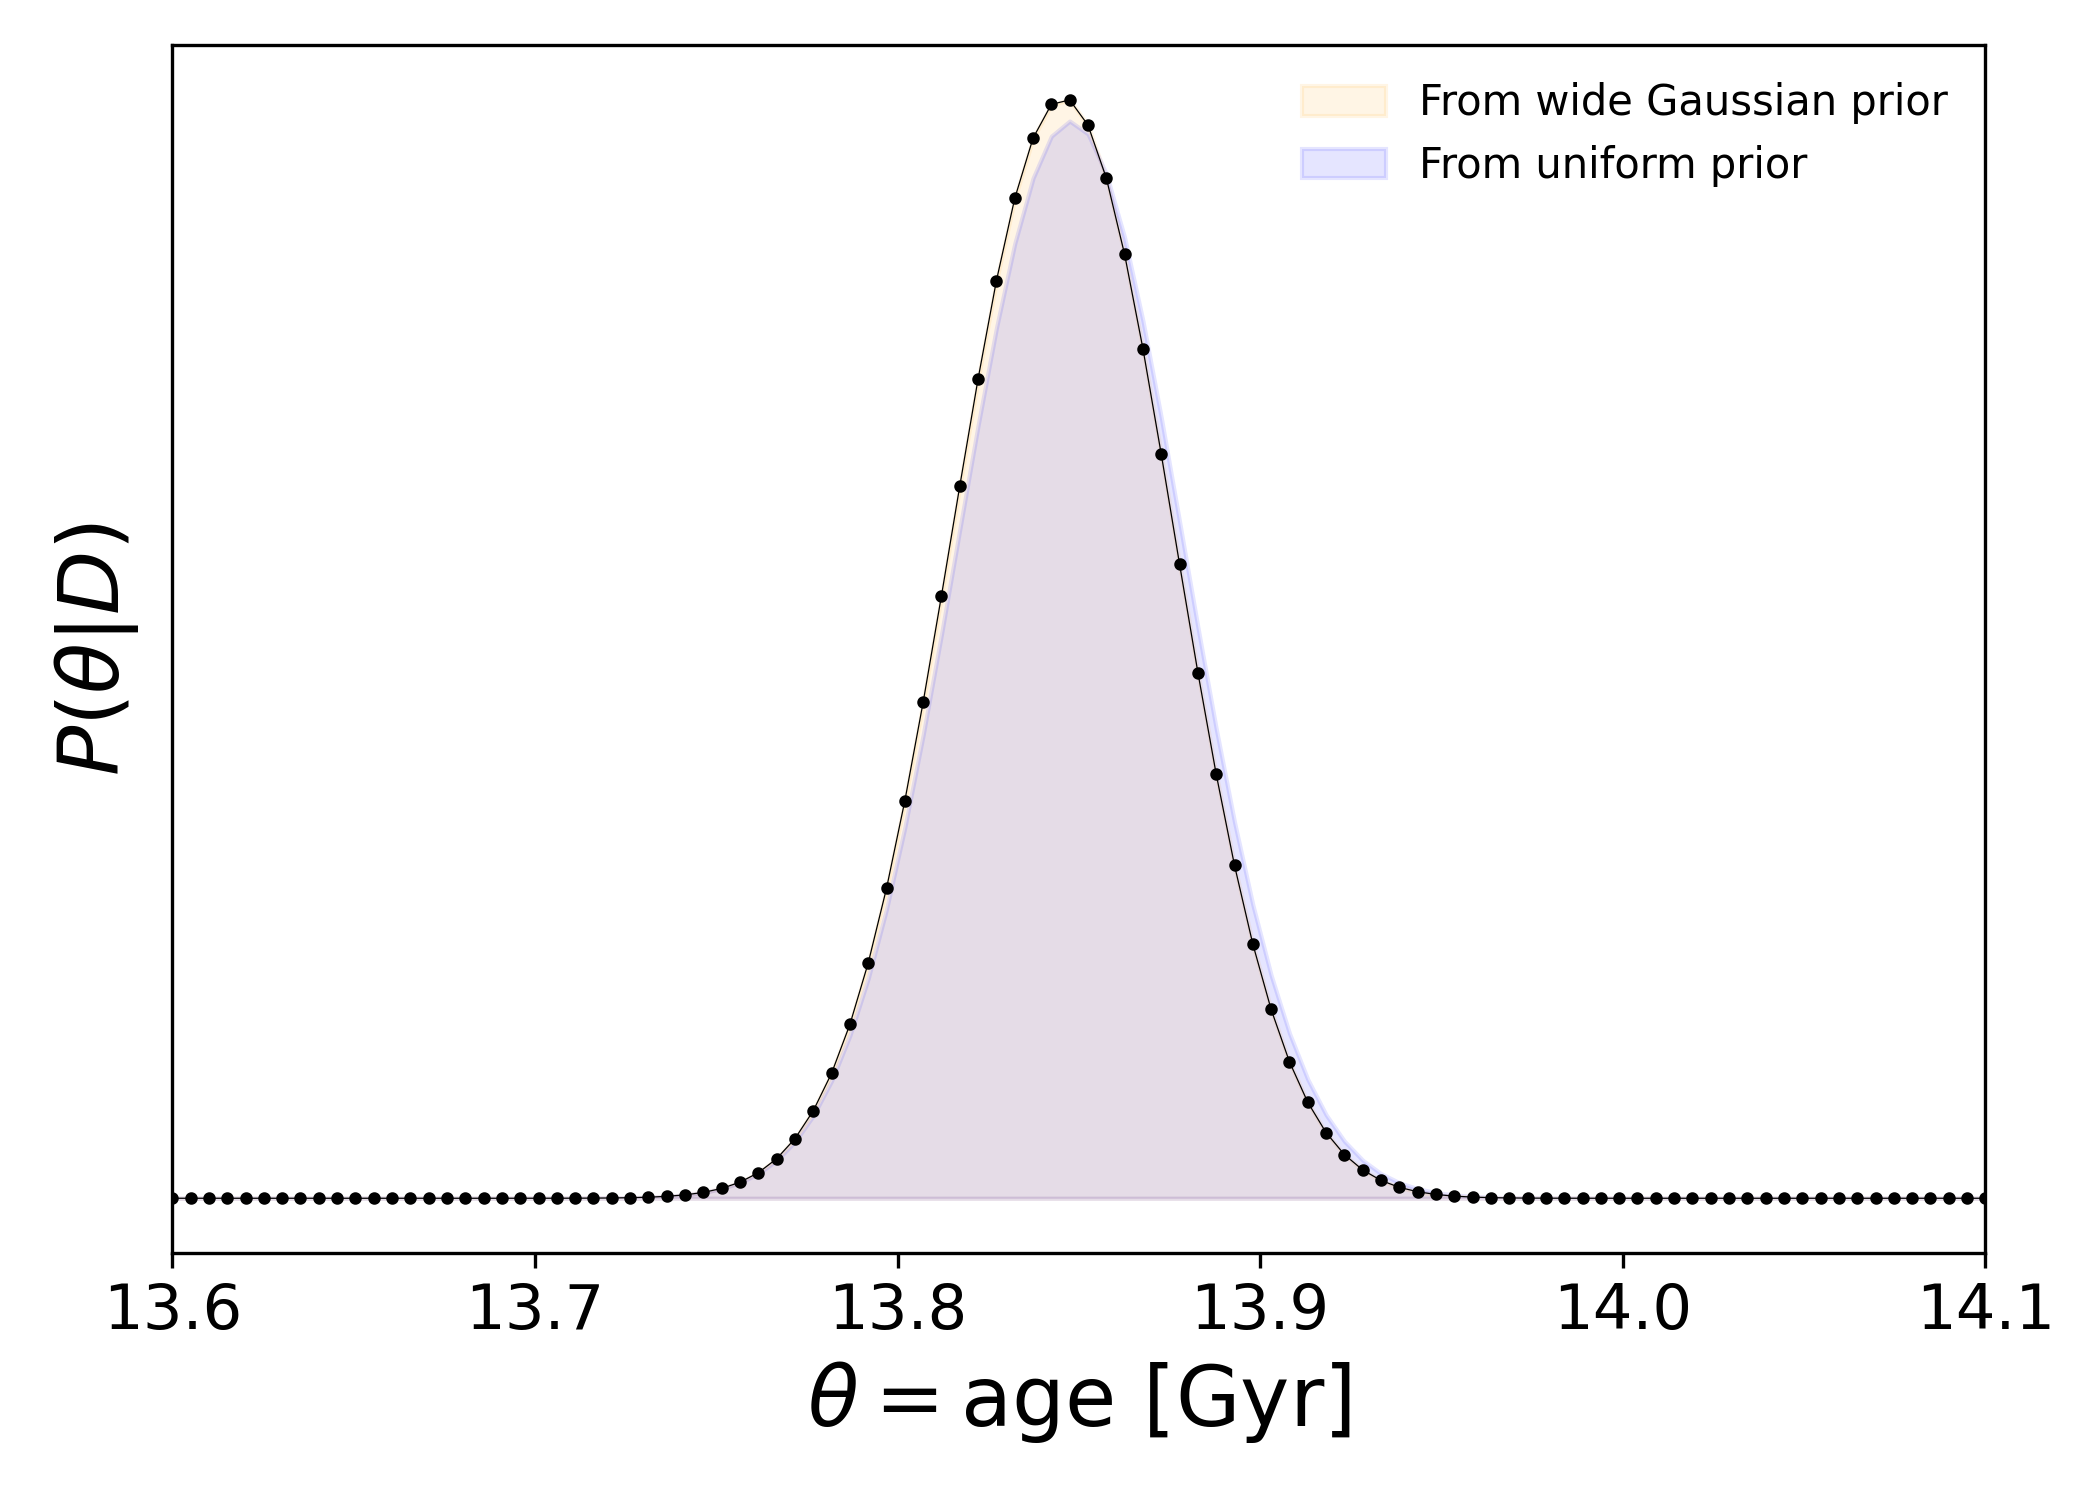 From wide Gaussian prior
From uniform prior
P(θ|D)
13.6 13.7 13.8 13.9 14.0 14.1
θ = age [Gyr]